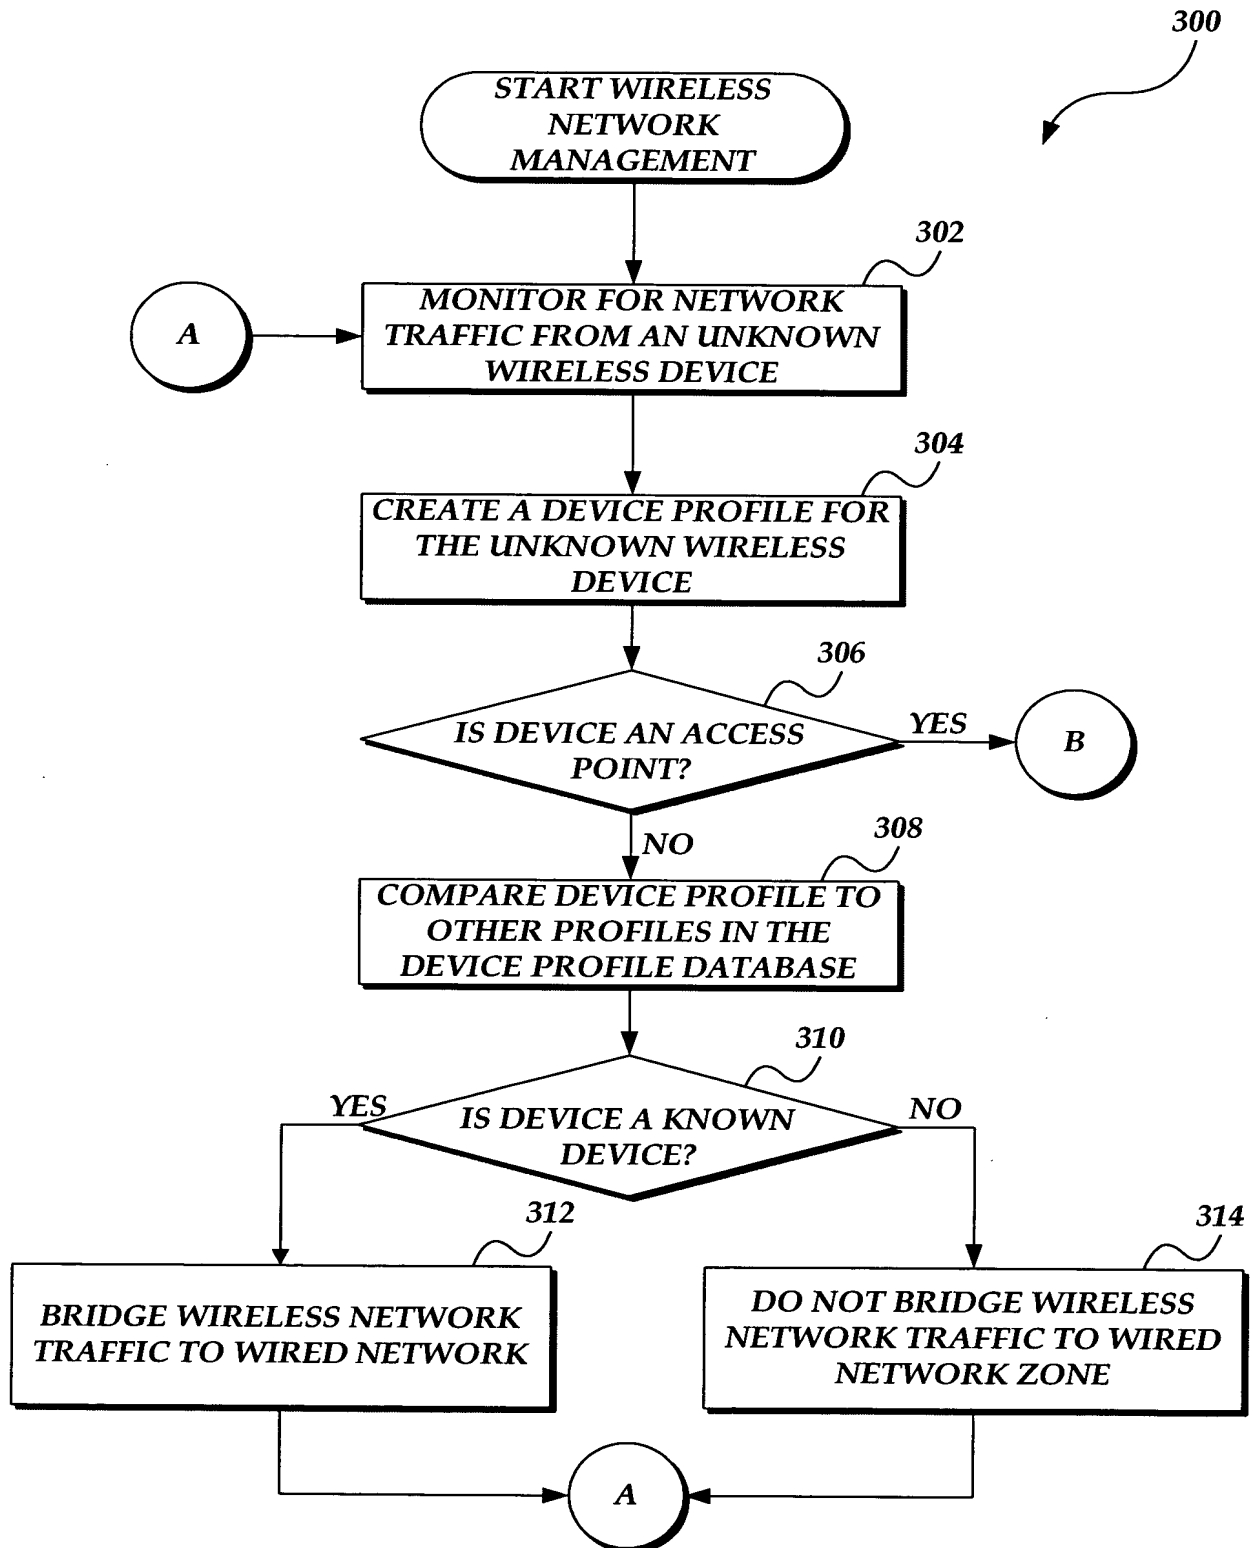 300
START WIRELESS
NETWORK
MANAGEMENT
302
A
MONITOR FOR NETWORK
TRAFFIC FROM AN UNKNOWN
WIRELESS DEVICE
304
CREATE A DEVICE PROFILE FOR
THE UNKNOWN WIRELESS
DEVICE
306
IS DEVICE AN ACCESS
POINT?
YES
B
NO
308
COMPARE DEVICE PROFILE TO
OTHER PROFILES IN THE
DEVICE PROFILE DATABASE
310
YES
IS DEVICE A KNOWN
DEVICE?
NO
312
BRIDGE WIRELESS NETWORK
TRAFFIC TO WIRED NETWORK
314
DO NOT BRIDGE WIRELESS
NETWORK TRAFFIC TO WIRED
NETWORK ZONE
A